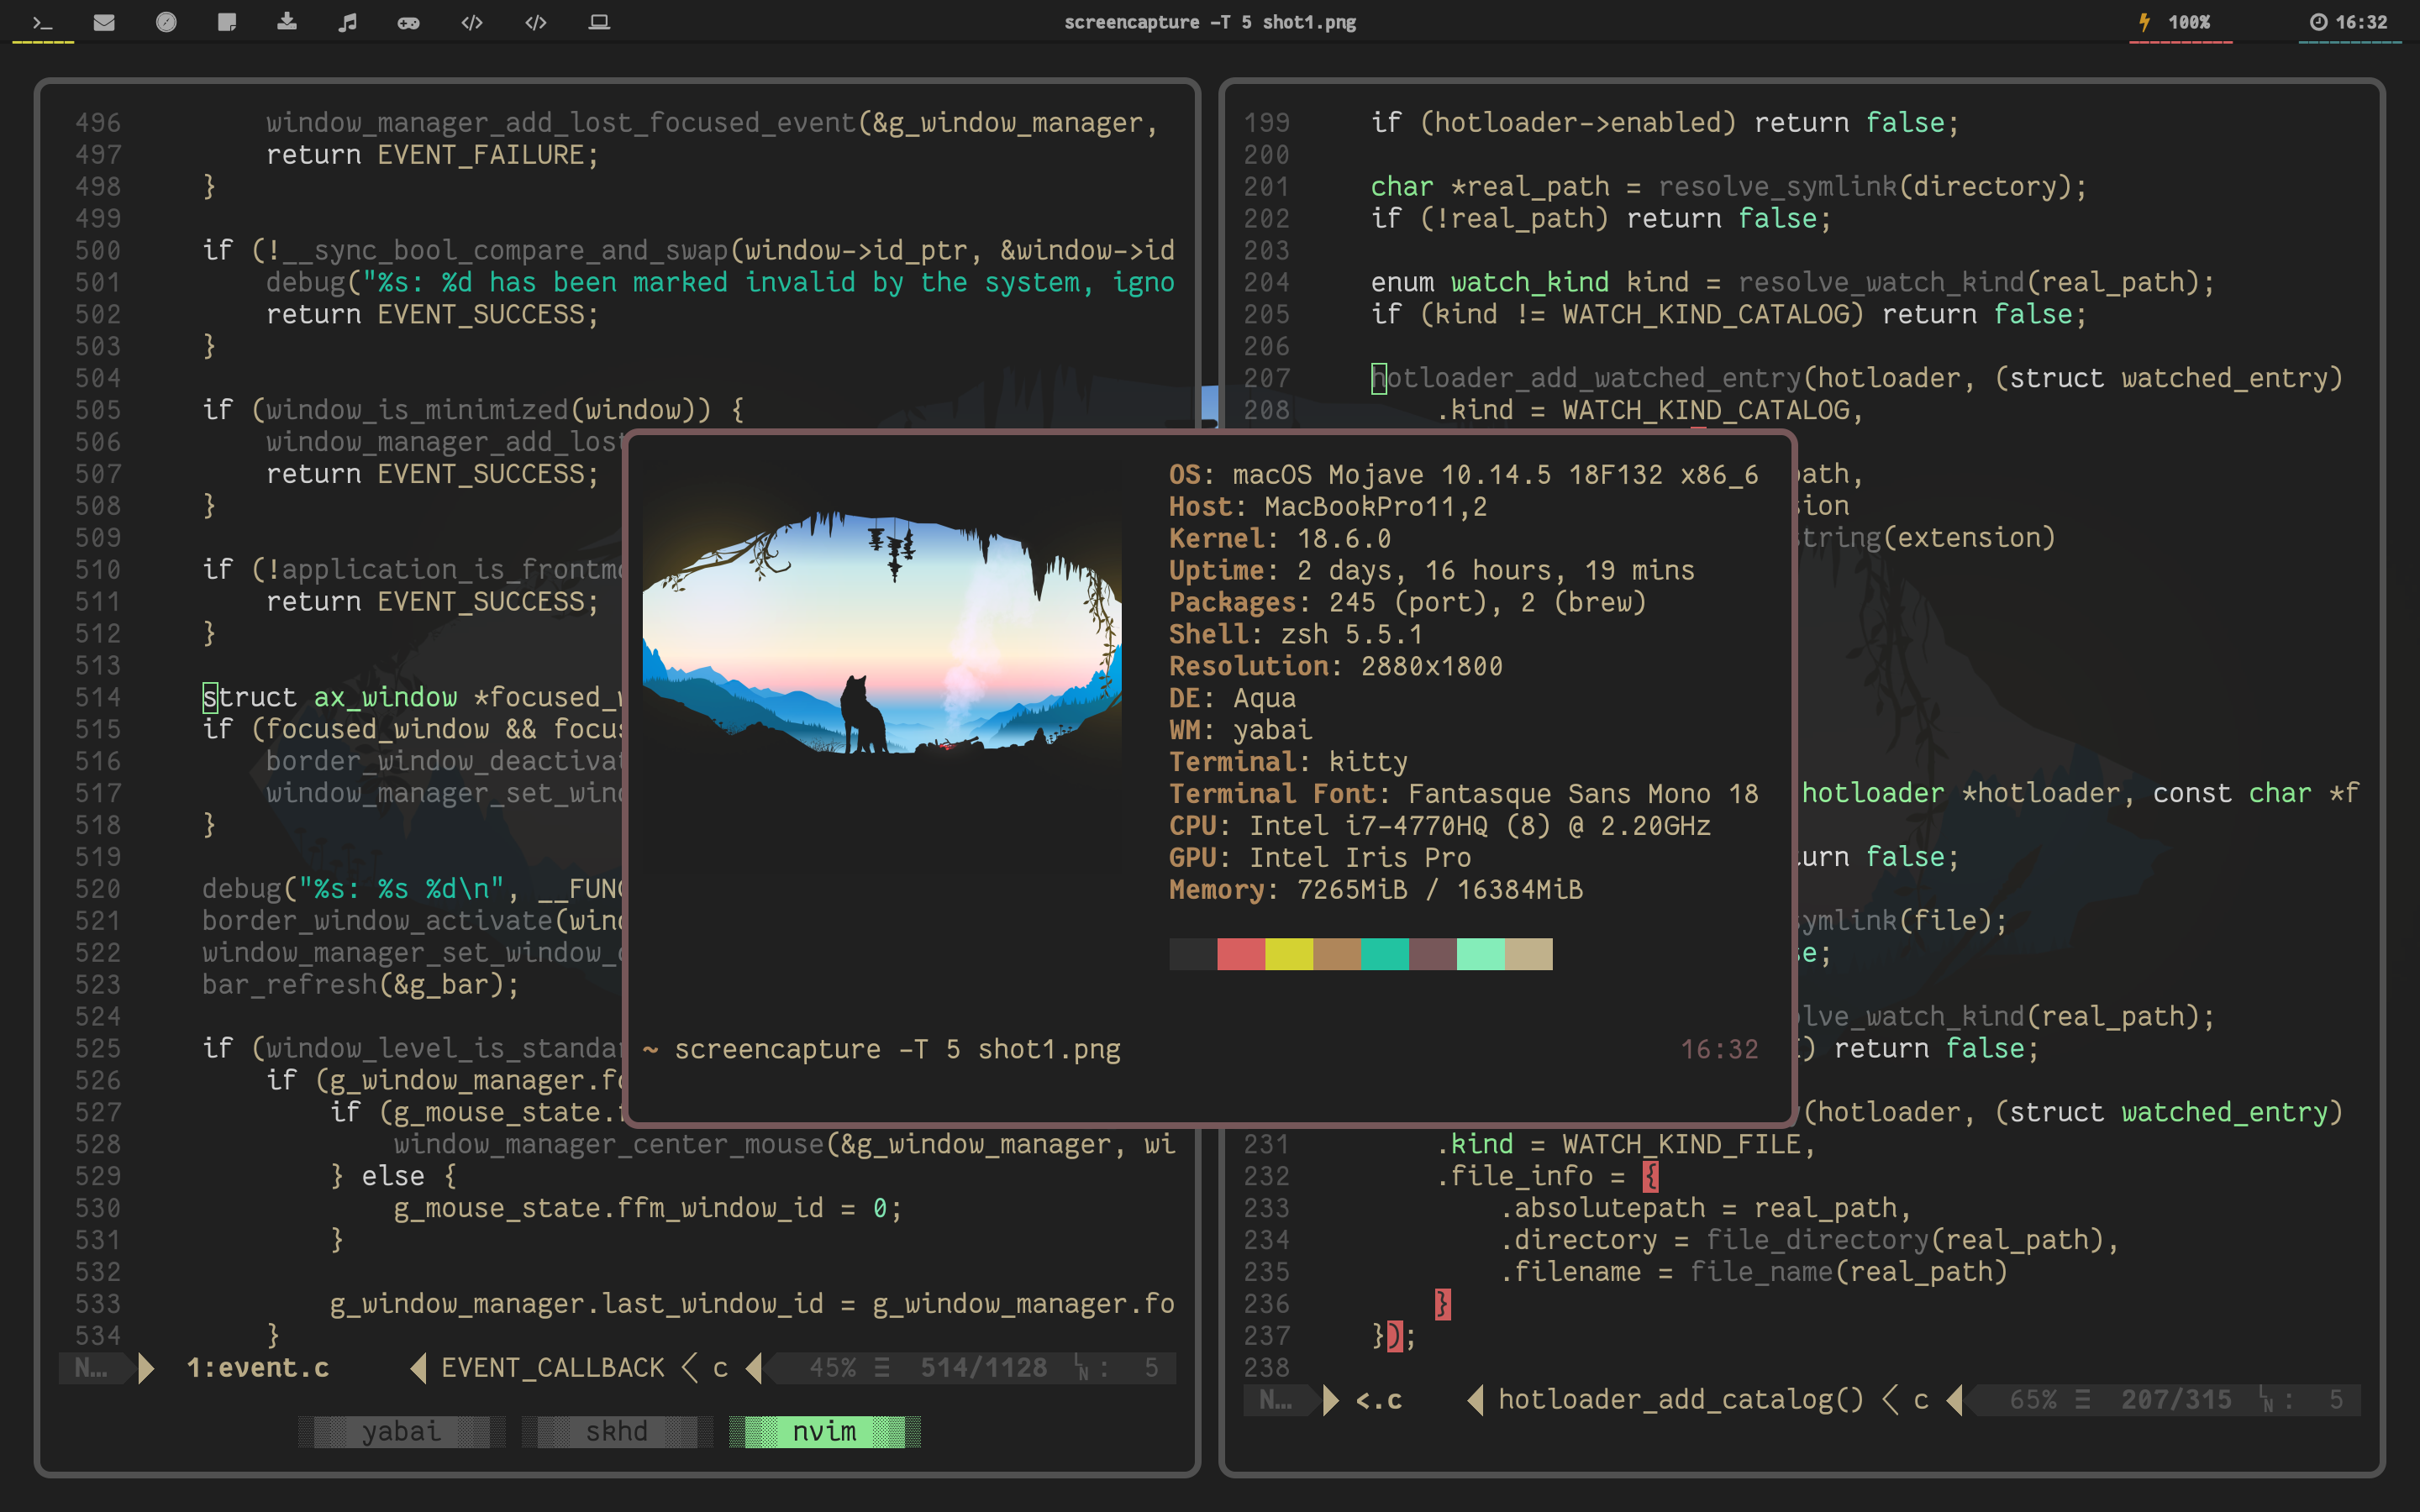 screencapture -T 5 shot1.png
100%
16:32
496 window_manager_add_lost_focused_event(&g_window_manager,
497 return EVENT_FAILURE;
498 }
499
500 if (!__sync_bool_compare_and_swap(window->id_ptr, &window->id
501 debug("%s: %d has been marked invalid by the system, igno
502 return EVENT_SUCCESS;
503 }
504
505 if (window_is_minimized(window)) {
506 window_manager_add_lost
507 return EVENT_SUCCESS;
508 }
509
510 if (!application_is_frontmo
511 return EVENT_SUCCESS;
512 }
513
514 struct ax_window *focused_w
515 if (focused_window && focus
516 border_window_deactivat
517 window_manager_set_wind
518 }
519
520 debug("%s: %s %d\n", __FUNC
521 border_window_activate(wind
522 window_manager_set_window_o
523 bar_refresh(&g_bar);
524
525 if (window_level_is_standar
526 if (g_window_manager.fo
527 if (g_mouse_state.f
528 window_manager_center_mouse(&g_window_manager, wi
529 } else {
530 g_mouse_state.ffm_window_id = 0;
531 }
532
533 g_window_manager.last_window_id = g_window_manager.fo
534 }
N… 1:event.c EVENT_CALLBACK < c 45% ☰ 514/1128 LN : 5
yabai skhd nvim
199 if (hotloader->enabled) return false;
200
201 char *real_path = resolve_symlink(directory);
202 if (!real_path) return false;
203
204 enum watch_kind kind = resolve_watch_kind(real_path);
205 if (kind != WATCH_KIND_CATALOG) return false;
206
207 hotloader_add_watched_entry(hotloader, (struct watched_entry)
208 .kind = WATCH_KIND_CATALOG,
ath,
sion
string(extension)
hotloader *hotloader, const char *f
urn false;
symlink(file);
se;
lve_watch_kind(real_path);
) return false;
(hotloader, (struct watched_entry)
231 .kind = WATCH_KIND_FILE,
232 .file_info = {
233 .absolutepath = real_path,
234 .directory = file_directory(real_path),
235 .filename = file_name(real_path)
236 }
237 });
238
N… <.c hotloader_add_catalog() < c 65% ☰ 207/315 LN : 5
OS: macOS Mojave 10.14.5 18F132 x86_6
Host: MacBookPro11,2
Kernel: 18.6.0
Uptime: 2 days, 16 hours, 19 mins
Packages: 245 (port), 2 (brew)
Shell: zsh 5.5.1
Resolution: 2880x1800
DE: Aqua
WM: yabai
Terminal: kitty
Terminal Font: Fantasque Sans Mono 18
CPU: Intel i7-4770HQ (8) @ 2.20GHz
GPU: Intel Iris Pro
Memory: 7265MiB / 16384MiB
~ screencapture -T 5 shot1.png 16:32